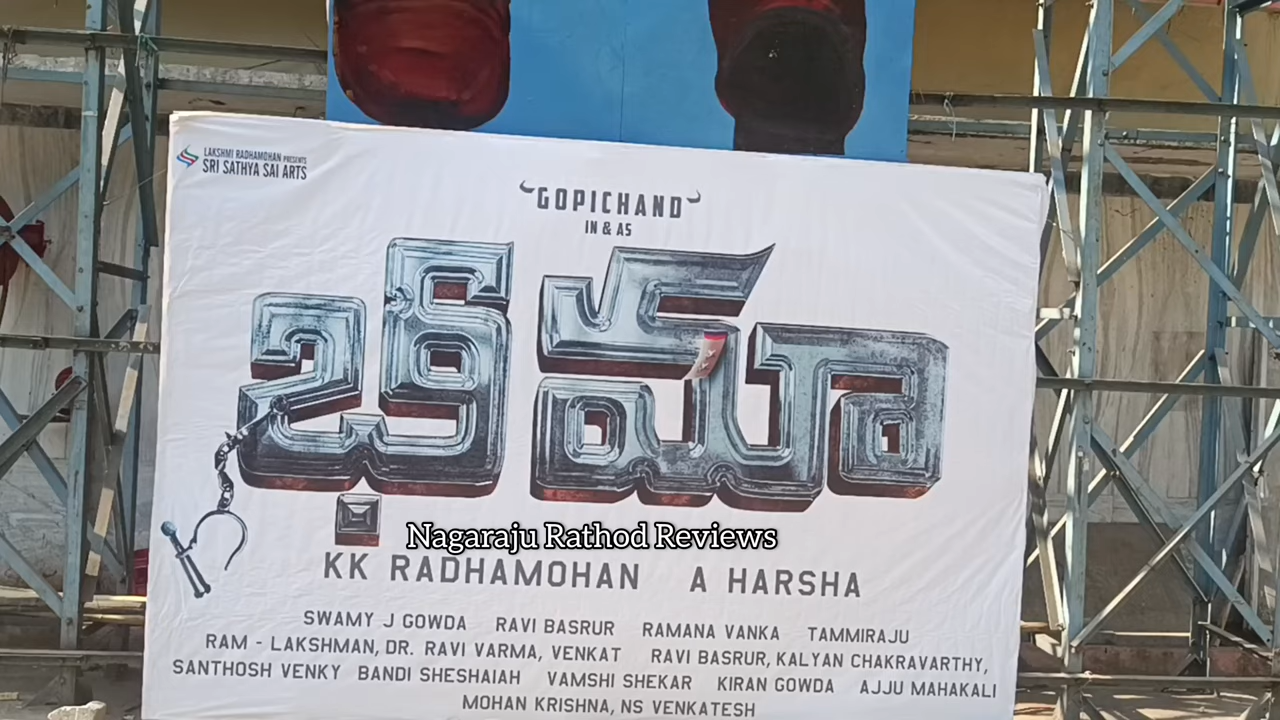 LAKSHMI RADHAMOHAN PRESENTS
SRI SATHYA SAI ARTS
GOPICHAND
IN & AS
భీమా
Nagaraju Rathod Reviews
KK RADHAMOHAN A HARSHA
SWAMY J GOWDA RAVI BASRUR RAMANA VANKA TAMMIRAJU
RAM - LAKSHMAN, DR. RAVI VARMA, VENKAT RAVI BASRUR, KALYAN CHAKRAVARTHY,
SANTHOSH VENKY BANDI SHESHAIAH VAMSHI SHEKAR KIRAN GOWDA AJJU MAHAKALI
MOHAN KRISHNA, NS VENKATESH